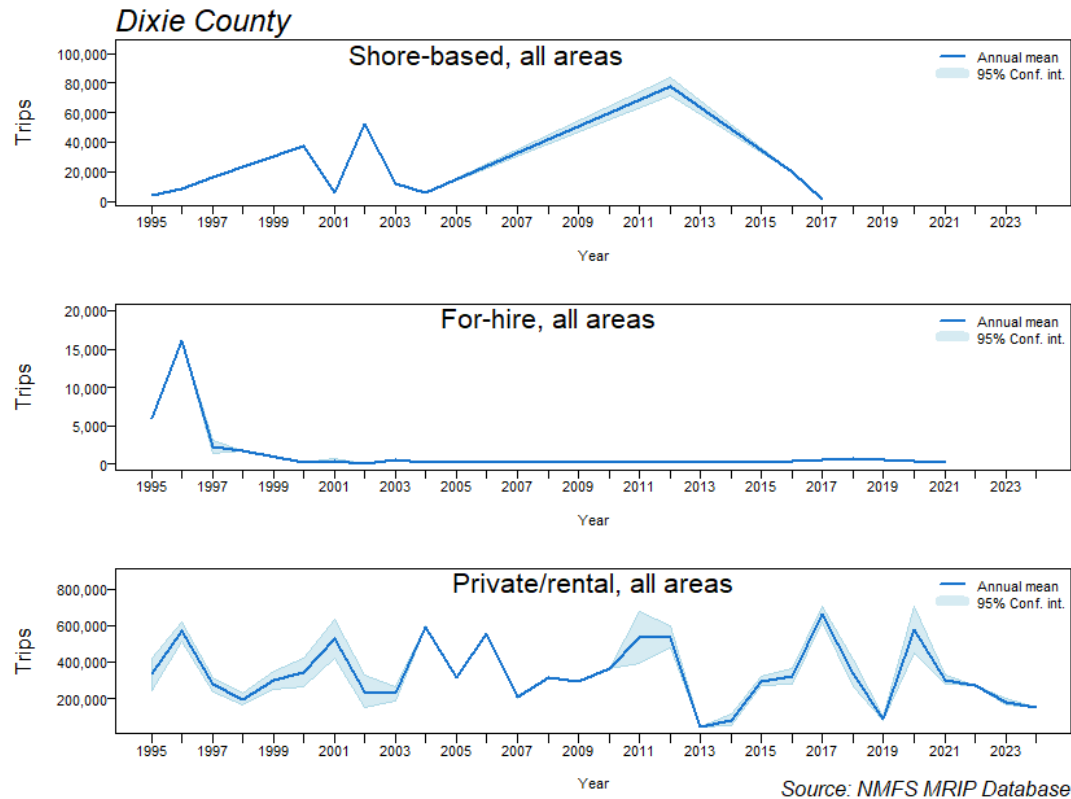 Dixie County
Shore-based, all areas
Annual mean
95% Conf. int.
Trips
100,000
80,000
60,000
40,000
20,000
0
1995 1997 1999 2001 2003 2005 2007 2009 2011 2013 2015 2017 2019 2021 2023
Year
For-hire, all areas
Annual mean
95% Conf. int.
Trips
20,000
15,000
10,000
5,000
0
1995 1997 1999 2001 2003 2005 2007 2009 2011 2013 2015 2017 2019 2021 2023
Year
Private/rental, all areas
Annual mean
95% Conf. int.
Trips
800,000
600,000
400,000
200,000
1995 1997 1999 2001 2003 2005 2007 2009 2011 2013 2015 2017 2019 2021 2023
Year
Source: NMFS MRIP Database